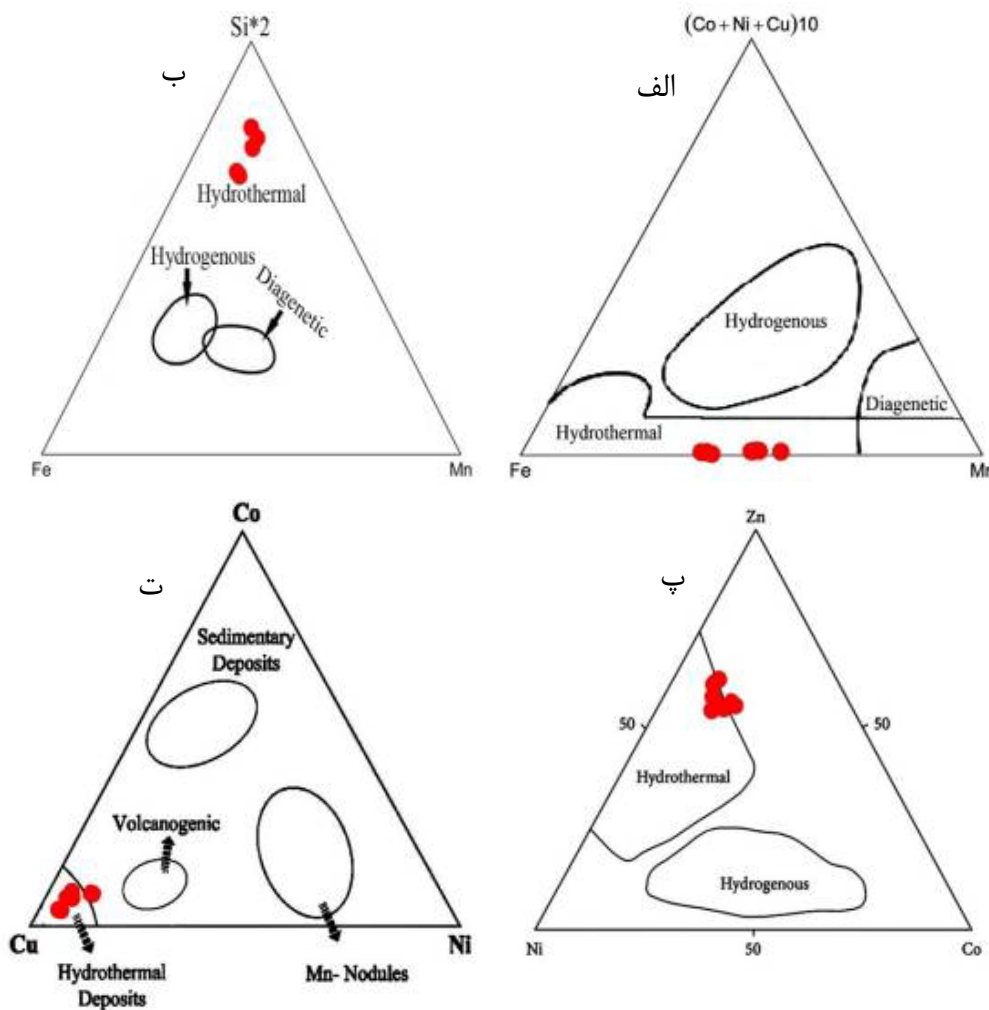 Si*2
ب
Hydrothermal
Hydrogenous
Diagenetic
Fe
Mn
(Co+Ni+Cu)10
الف
Hydrogenous
Diagenetic
Hydrothermal
Fe
Mn
Co
ت
Sedimentary
Deposits
Volcanogenic
Cu
Ni
Hydrothermal
Deposits
Mn- Nodules
Zn
پ
50
50
Hydrothermal
Hydrogenous
Ni
50
Co